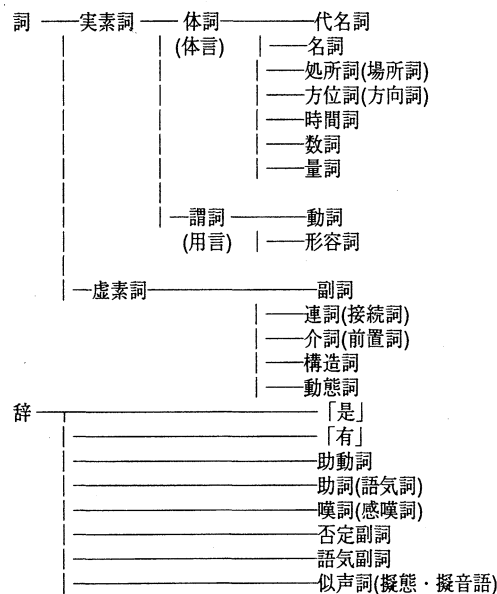 詞 実素詞 体詞 代名詞
(体言) 名詞
処所詞(場所詞)
方位詞(方向詞)
時間詞
数詞
量詞
謂詞 動詞
(用言) 形容詞
虚素詞 副詞
連詞(接続詞)
介詞(前置詞)
構造詞
動態詞
辞 「是」
「有」
助動詞
助詞(語気詞)
嘆詞(感嘆詞)
否定副詞
語気副詞
似声詞(擬態・擬音語)